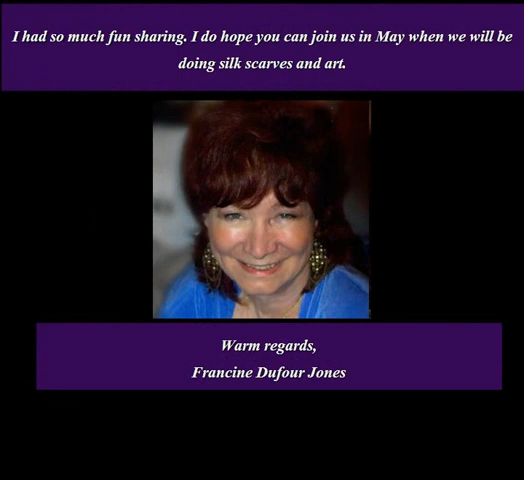 I had so much fun sharing. I do hope you can join us in May when we will be
doing silk scarves and art.
Warm regards,
Francine Dufour Jones